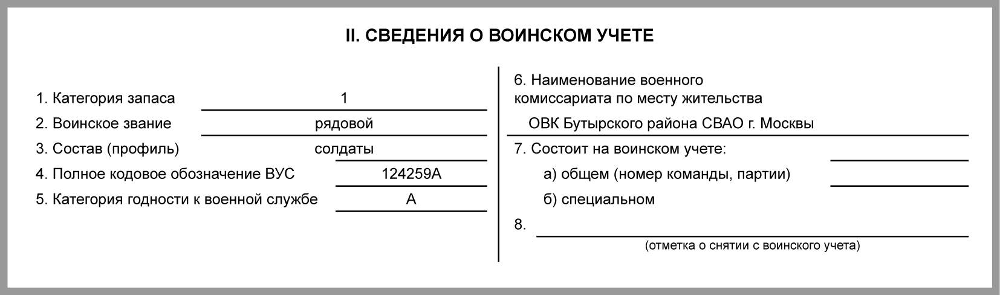 II. СВЕДЕНИЯ О ВОИНСКОМ УЧЕТЕ
1. Категория запаса 1
2. Воинское звание рядовой
3. Состав (профиль) солдаты
4. Полное кодовое обозначение ВУС 124259А
5. Категория годности к военной службе А
6. Наименование военного
комиссариата по месту жительства
ОВК Бутырского района СВАО г. Москвы
7. Состоит на воинском учете:
а) общем (номер команды, партии)
б) специальном
8.
(отметка о снятии с воинского учета)